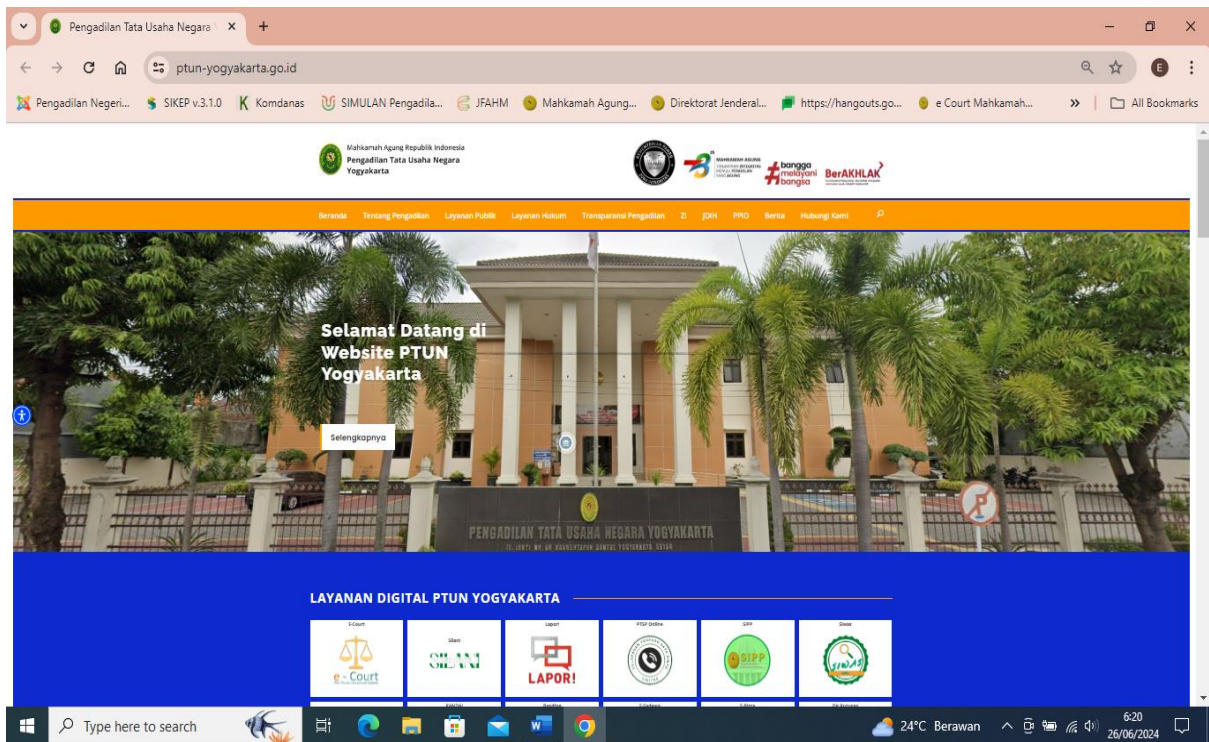 Pengadilan Tata Usaha Negara
ptun-yogyakarta.go.id
E
Pengadilan Negeri...
SIKEP v.3.1.0
Komdanas
SIMULAN Pengadila...
JFAHM
Mahkamah Agung...
Direktorat Jenderal...
https://hangouts.go...
e Court Mahkamah...
All Bookmarks
Mahkamah Agung Republik Indonesia
Pengadilan Tata Usaha Negara
Yogyakarta
MAHKAMAH AGUNG
bangga
melayani
bangsa
BerAKHLAK
Beranda
Tentang Pengadilan
Layanan Publik
Layanan Hukum
Transparansi Pengadilan
ZI
JDIH
PPID
Berita
Hubungi Kami
Selamat Datang di
Website PTUN
Yogyakarta
Selengkapnya
PENGADILAN TATA USAHA NEGARA YOGYAKARTA
LAYANAN DIGITAL PTUN YOGYAKARTA
E-Court
e - Court
Silani
SILANI
Lapor!
LAPOR!
PTSP Online
SIPP
SIPP
Siwas
SIWAS
Type here to search
24°C Berawan
6:20
26/06/2024